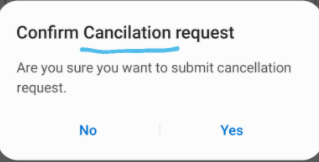 Confirm Cancilation request
Are you sure you want to submit cancellation
request.
No
Yes